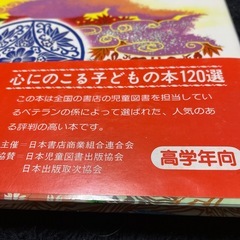 心にのこる子どもの本120選
この本は全国の書店の児童図書を担当してい
るベテランの係によって選ばれた、人気のあ
る評判の高い本です。
主催＝日本書店商業組合連合会
協賛＝日本児童図書出版協会
日本出版取次協会
高学年向